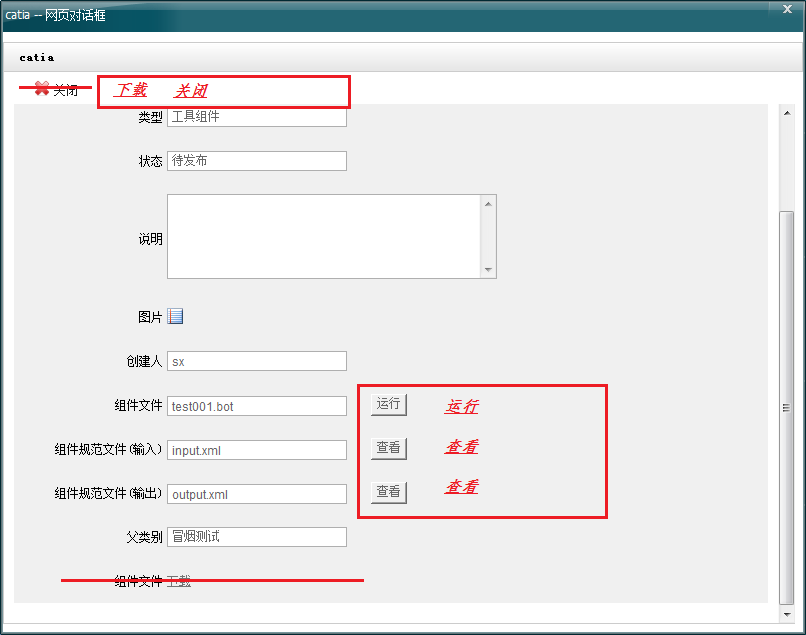 catia -- 网页对话框
catia
关闭 下载 关闭
类型 工具组件
状态 待发布
说明
图片
创建人 sx
组件文件 test001.bot 运行 运行
组件规范文件(输入) input.xml 查看 查看
组件规范文件(输出) output.xml 查看 查看
父类别 冒烟测试
组件文件 下载